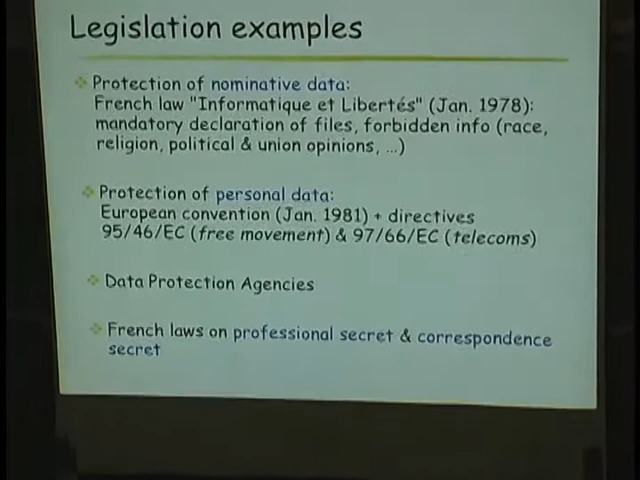 Legislation examples
Protection of nominative data:
French law "Informatique et Libertés" (Jan. 1978):
mandatory declaration of files, forbidden info (race,
religion, political & union opinions, …)
Protection of personal data:
European convention (Jan. 1981) + directives
95/46/EC (free movement) & 97/66/EC (telecoms)
Data Protection Agencies
French laws on professional secret & correspondence
secret